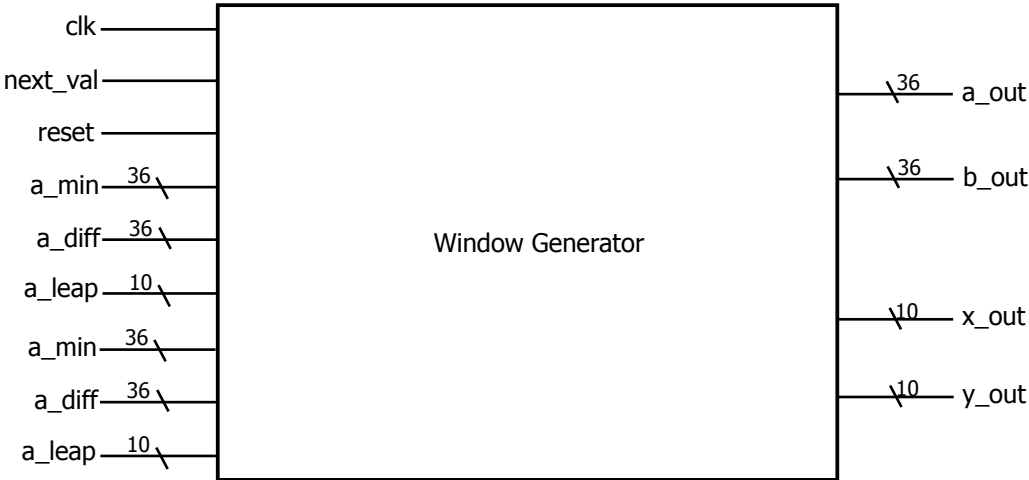 clk
next_val
reset
a_min 36
a_diff 36
a_leap 10
a_min 36
a_diff 36
a_leap 10
Window Generator
36 a_out
36 b_out
10 x_out
10 y_out